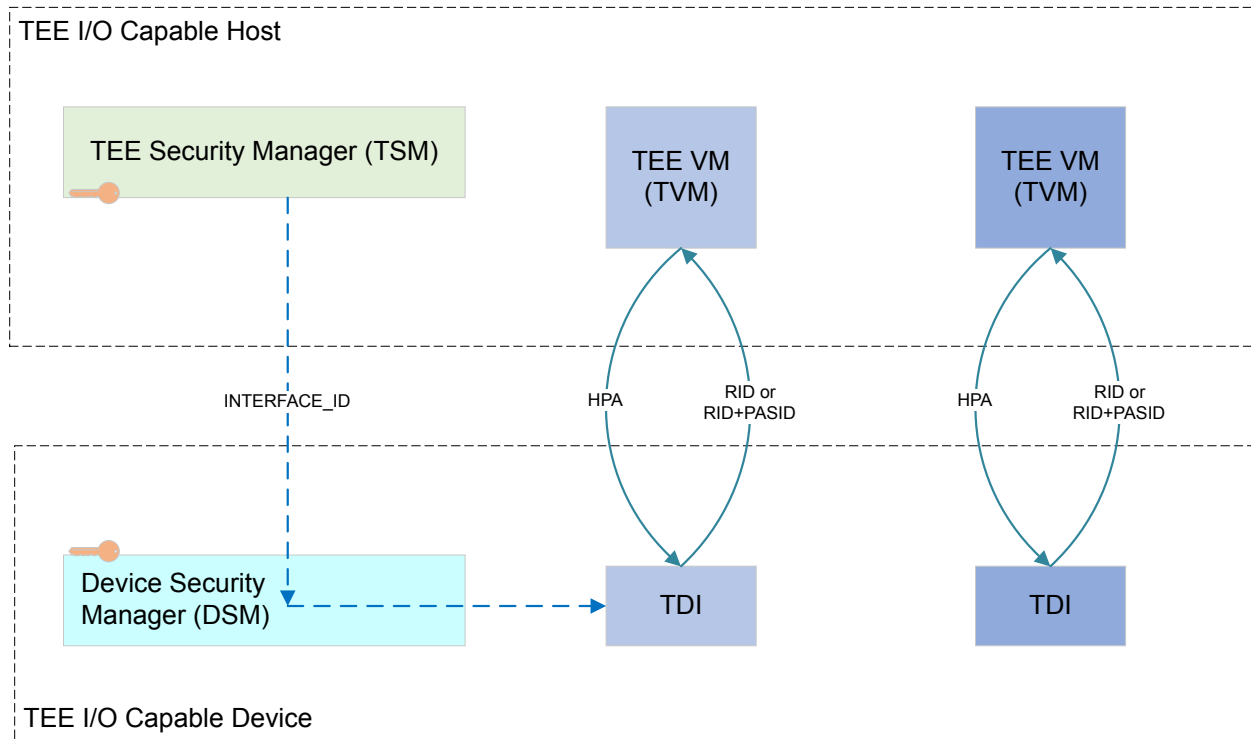 TEE I/O Capable Host
TEE Security Manager (TSM)
TEE VM
(TVM)
TEE VM
(TVM)
INTERFACE_ID
HPA
RID or
RID+PASID
HPA
RID or
RID+PASID
Device Security
Manager (DSM)
TDI
TDI
TEE I/O Capable Device